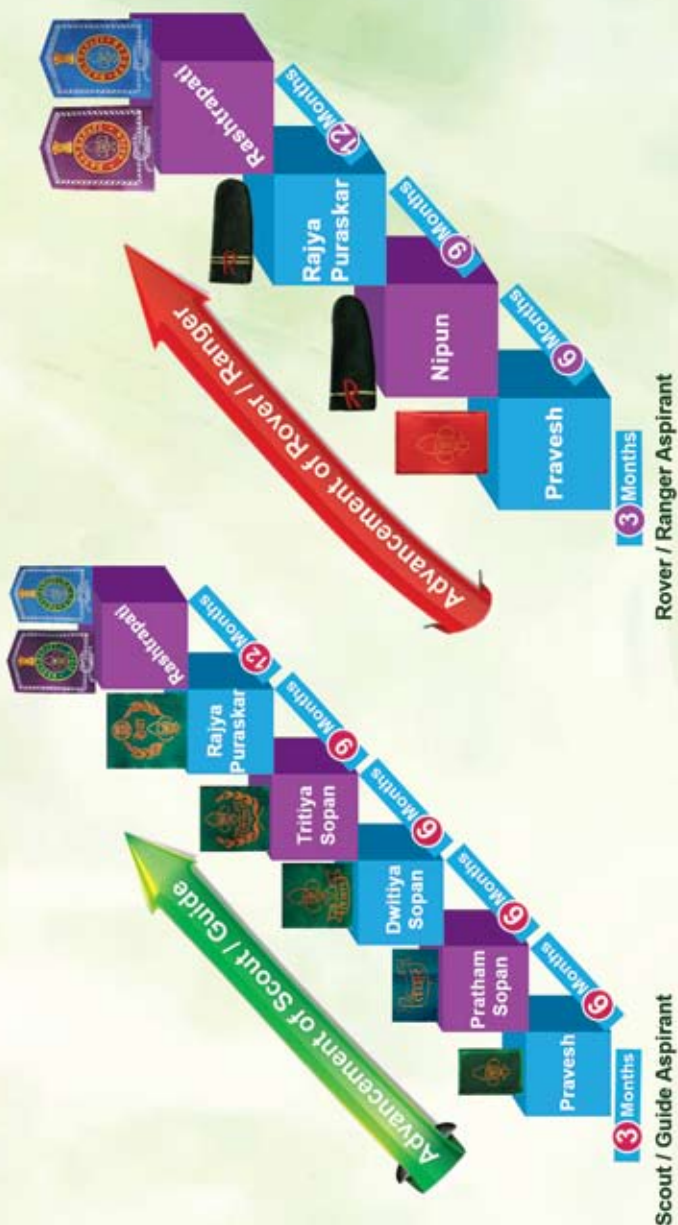 Advancement of Scout / Guide
Rashtrapati
12 Months
Rajya
Puraskar
9 Months
Tritiya
Sopan
6 Months
Dwitiya
Sopan
6 Months
Pratham
Sopan
6 Months
Pravesh
3 Months
Scout / Guide Aspirant
Advancement of Rover / Ranger
Rashtrapati
12 Months
Rajya
Puraskar
9 Months
Nipun
6 Months
Pravesh
3 Months
Rover / Ranger Aspirant